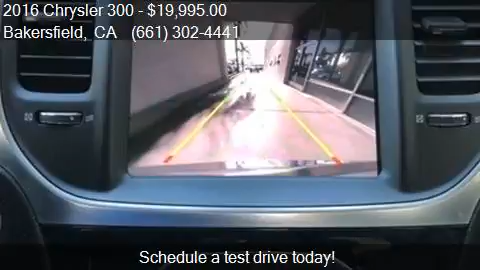 2016 Chrysler 300 - $19,995.00
Bakersfield, CA (661) 302-4441
Schedule a test drive today!